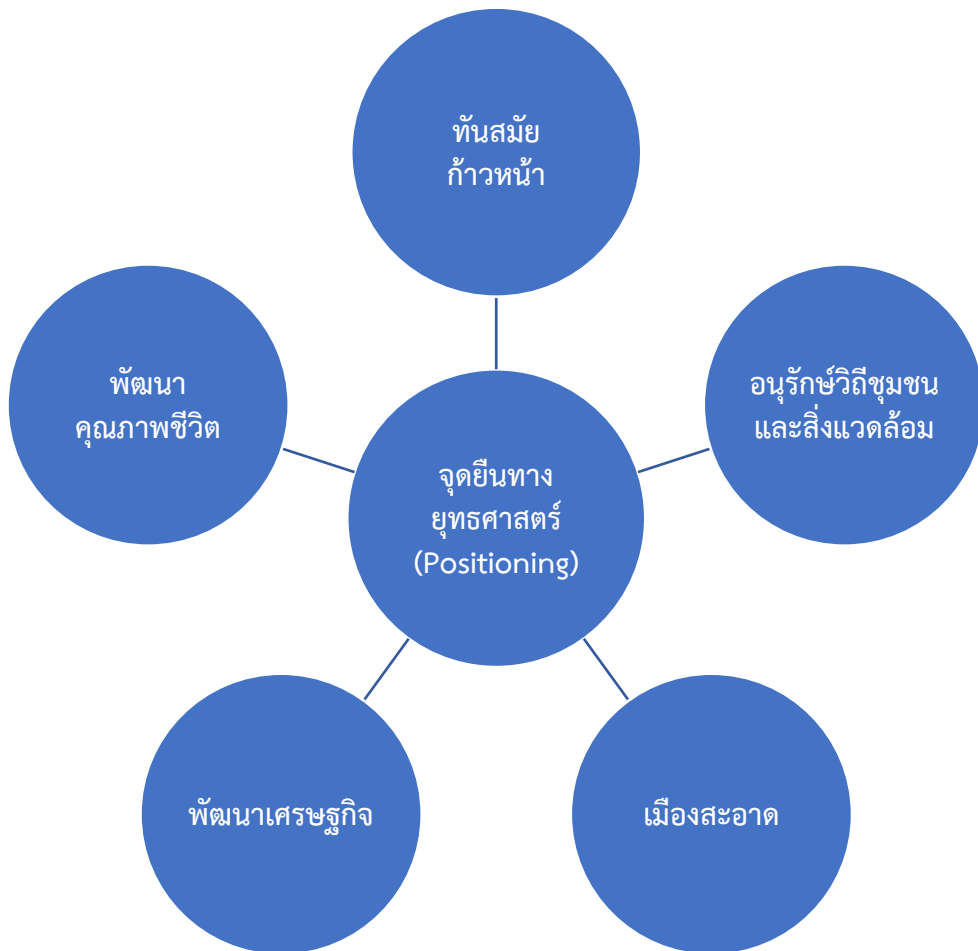 ทันสมัย
ก้าวหน้า
อนุรักษ์วิถีชุมชน
และสิ่งแวดล้อม
เมืองสะอาด
พัฒนาเศรษฐกิจ
พัฒนา
คุณภาพชีวิต
จุดยืนทาง
ยุทธศาสตร์
(Positioning)